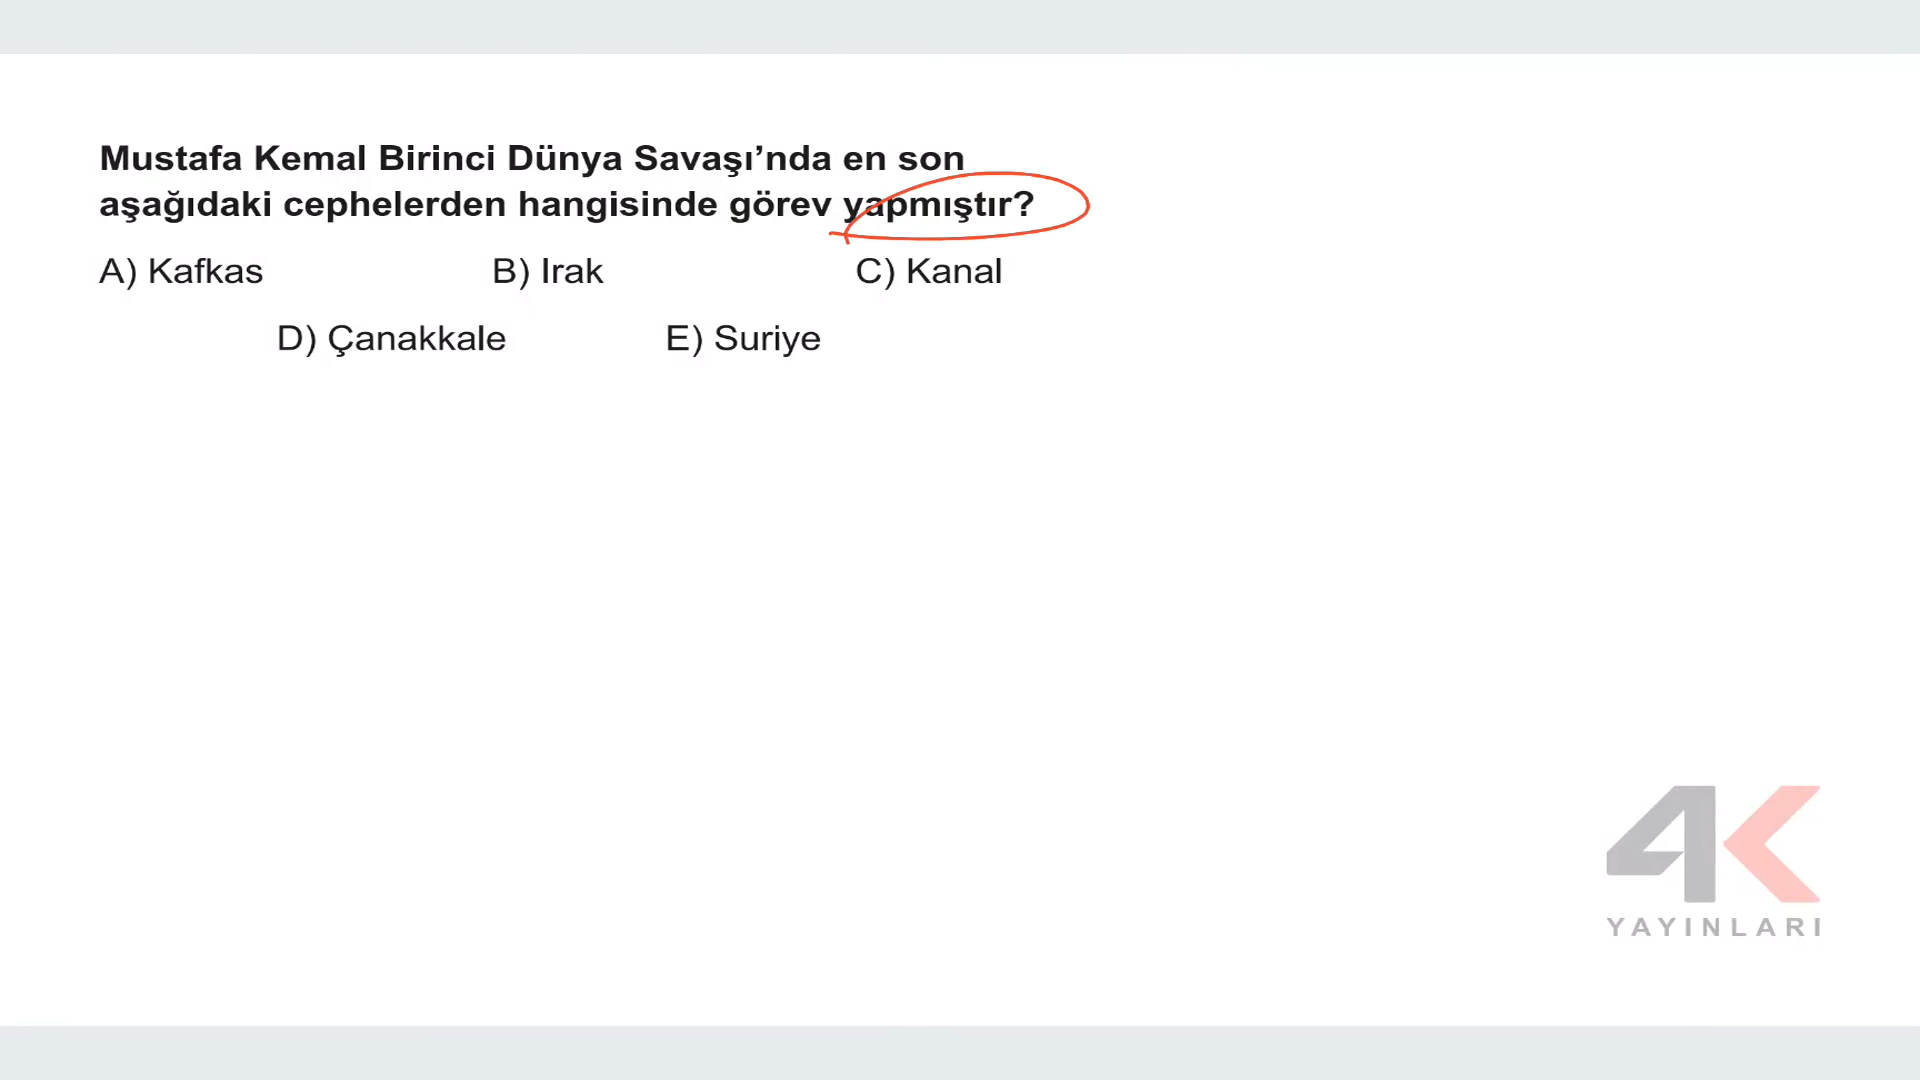 Mustafa Kemal Birinci Dünya Savaşı’nda en son
aşağıdaki cephelerden hangisinde görev yapmıştır?
A) Kafkas B) Irak C) Kanal
D) Çanakkale E) Suriye
4K
YAYINLARI